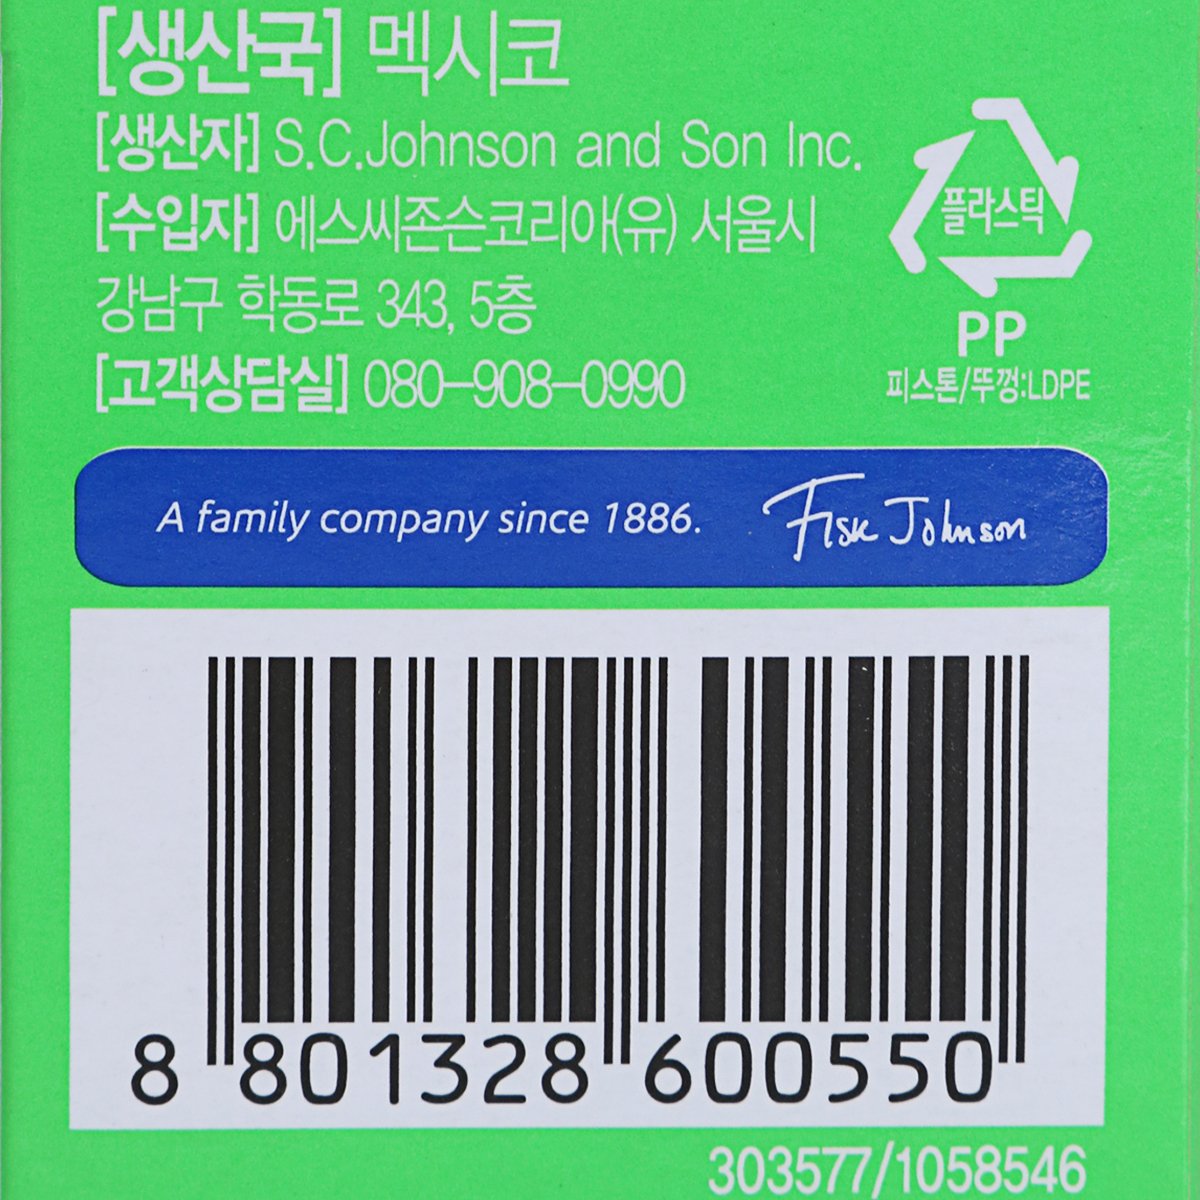 [생산국] 멕시코
[생산자] S.C.Johnson and Son Inc.
[수입자] 에스씨존슨코리아(유) 서울시
강남구 학동로 343, 5층
[고객상담실] 080-908-0990
플라스틱
PP
피스톤/뚜껑:LDPE
A family company since 1886.
Fisk Johnson
8 801328 600550
303577/1058546